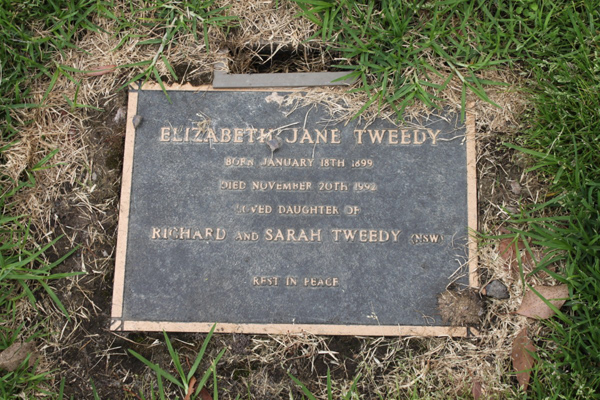 ELIZABETH JANE TWEEDY
BORN JANUARY 18TH 1899
DIED NOVEMBER 20TH 1992
LOVED DAUGHTER OF
RICHARD AND SARAH TWEEDY (NSW)
REST IN PEACE